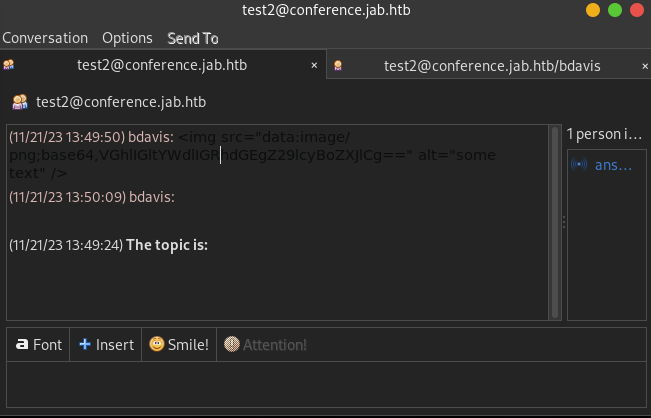 test2@conference.jab.htb
Conversation Options Send To
test2@conference.jab.htb × test2@conference.jab.htb/bdavis ×
test2@conference.jab.htb
(11/21/23 13:49:50) bdavis: <img src="data:image/
png;base64,VGhlIGltYWdlIGRhdGEgZ29lcyBoZXJlCg==" alt="some
text" />
(11/21/23 13:50:09) bdavis:
(11/21/23 13:49:24) The topic is:
1 person i...
ans...
Font Insert Smile! Attention!